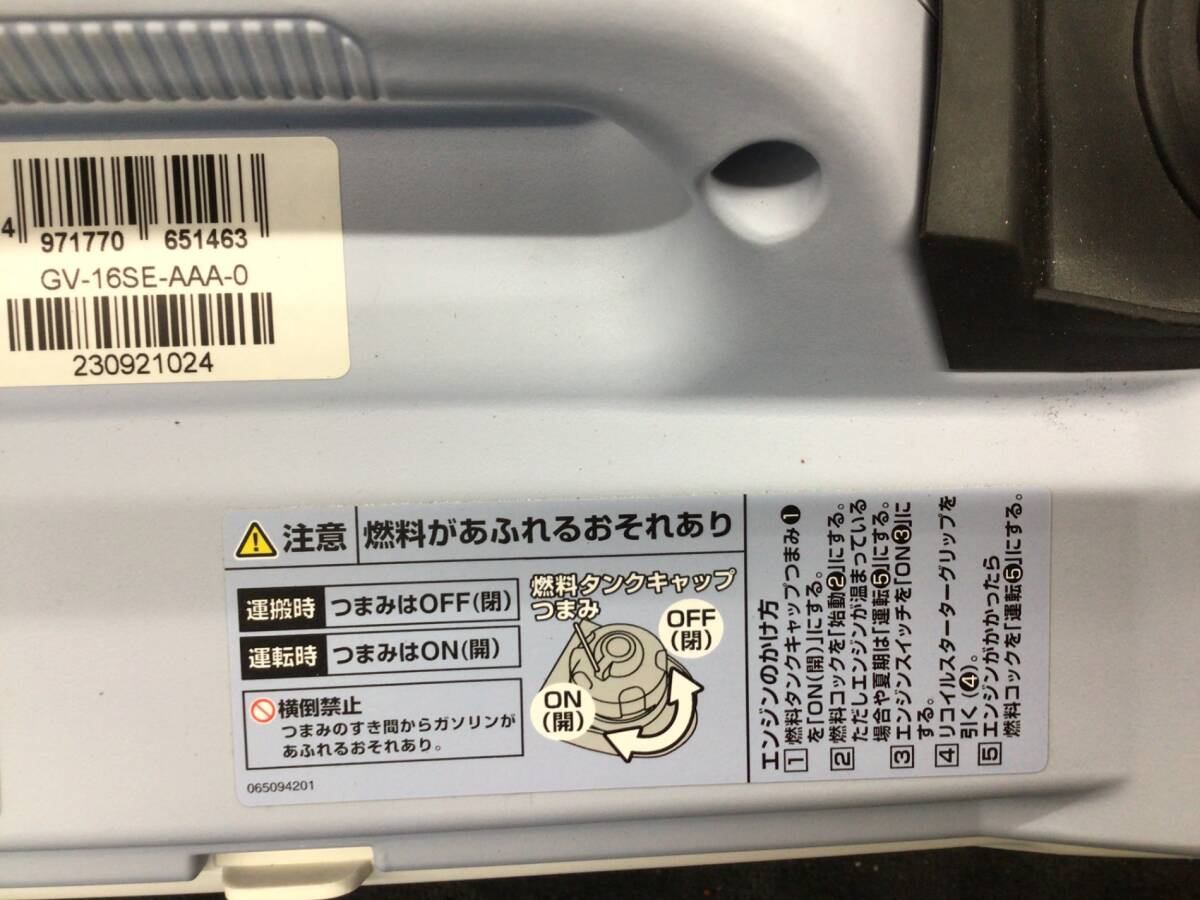 4 971770 651463
GV-16SE-AAA-0
230921024
注意 燃料があふれるおそれあり
運搬時 つまみはOFF(閉)
運転時 つまみはON(開)
横倒禁止
つまみのすき間からガソリンが
あふれるおそれあり。
燃料タンクキャップ
つまみ
OFF
(閉)
ON
(開)
065094201
エンジンのかけ方
1 燃料タンクキャップつまみ❶
を「ON(開)」にする。
2 燃料コックを「始動❷」にする。
ただしエンジンが温まっている
場合や夏期は「運転❺」にする。
3 エンジンスイッチを「ON❸」に
する。
4 リコイルスターターグリップを
引く(❹)。
5 エンジンがかかったら
燃料コックを「運転❺」にする。